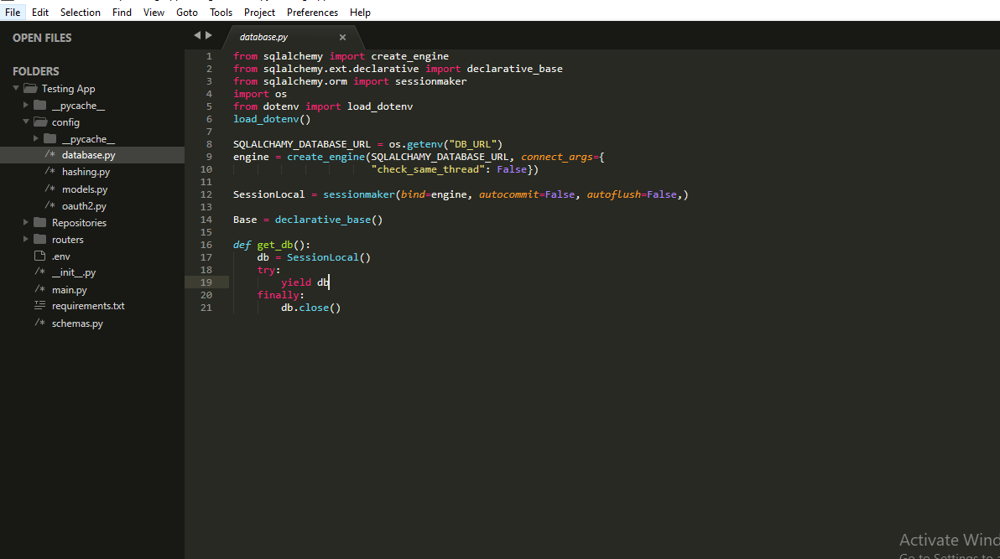 File Edit Selection Find View Goto Tools Project Preferences Help
OPEN FILES
FOLDERS
Testing App
__pycache__
config
__pycache__
/* database.py
/* hashing.py
/* models.py
/* oauth2.py
Repositories
routers
.env
/* __init__.py
/* main.py
requirements.txt
/* schemas.py
database.py ×
1 from sqlalchemy import create_engine
2 from sqlalchemy.ext.declarative import declarative_base
3 from sqlalchemy.orm import sessionmaker
4 import os
5 from dotenv import load_dotenv
6 load_dotenv()
7
8 SQLALCHAMY_DATABASE_URL = os.getenv("DB_URL")
9 engine = create_engine(SQLALCHAMY_DATABASE_URL, connect_args={
10 "check_same_thread": False})
11
12 SessionLocal = sessionmaker(bind=engine, autocommit=False, autoflush=False,)
13
14 Base = declarative_base()
15
16 def get_db():
17 db = SessionLocal()
18 try:
19 yield db
20 finally:
21 db.close()
Activate Wind
Go to Settings to